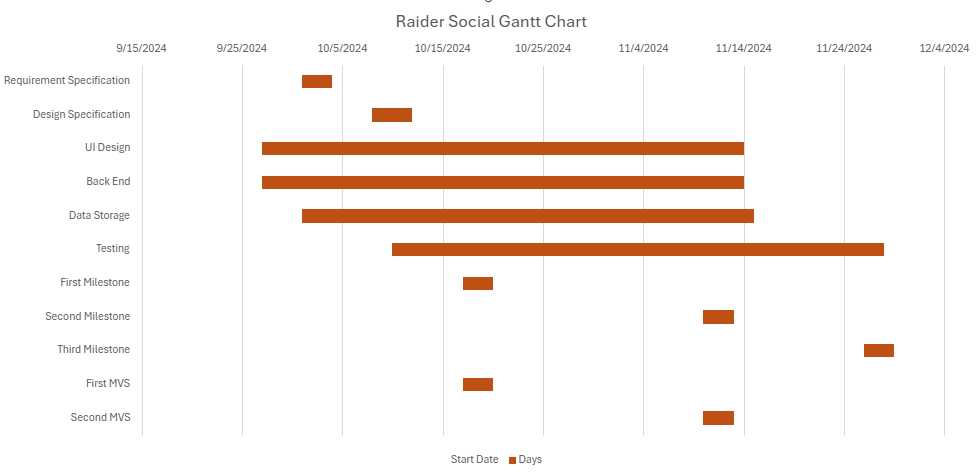 Raider Social Gantt Chart
9/15/2024 9/25/2024 10/5/2024 10/15/2024 10/25/2024 11/4/2024 11/14/2024 11/24/2024 12/4/2024
Requirement Specification
Design Specification
UI Design
Back End
Data Storage
Testing
First Milestone
Second Milestone
Third Milestone
First MVS
Second MVS
Start Date Days